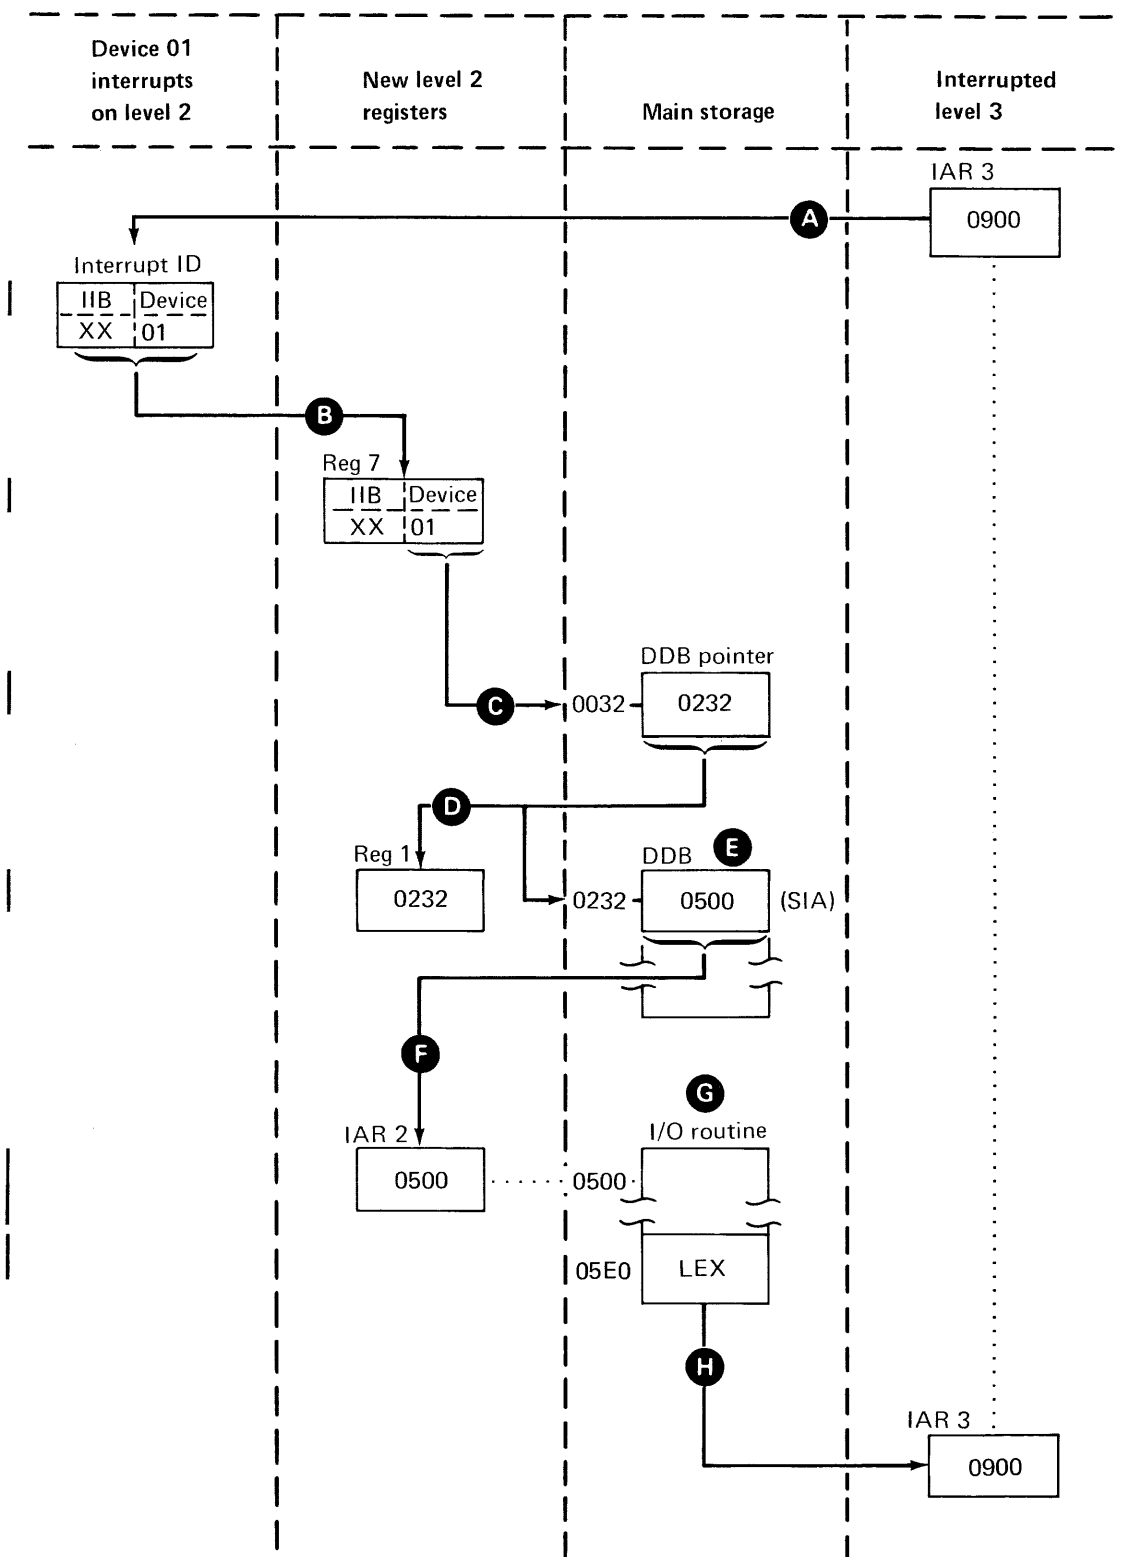 Device 01
interrupts
on level 2
New level 2
registers
Main storage
Interrupted
level 3
IAR 3
0900
A
Interrupt ID
IIB Device
XX 01
B
Reg 7
IIB Device
XX 01
DDB pointer
C 0032 0232
D
E
Reg 1 DDB
0232 0232 0500 (SIA)
F
G
I/O routine
IAR 2
0500 0500
05E0 LEX
H
IAR 3
0900